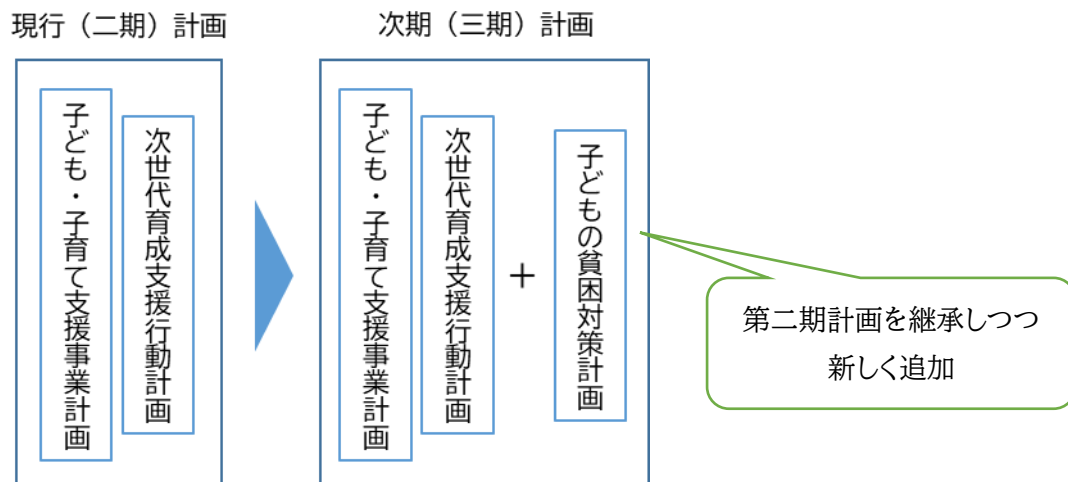 現行（二期）計画
子ども・子育て支援事業計画
次世代育成支援行動計画
次期（三期）計画
子ども・子育て支援事業計画
次世代育成支援行動計画
＋
子どもの貧困対策計画
第二期計画を継承しつつ
新しく追加